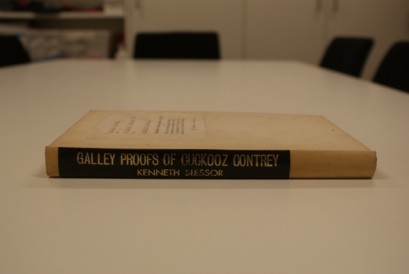 GALLEY PROOFS OF CUCKOOZ CONTREY
KENNETH SLESSOR